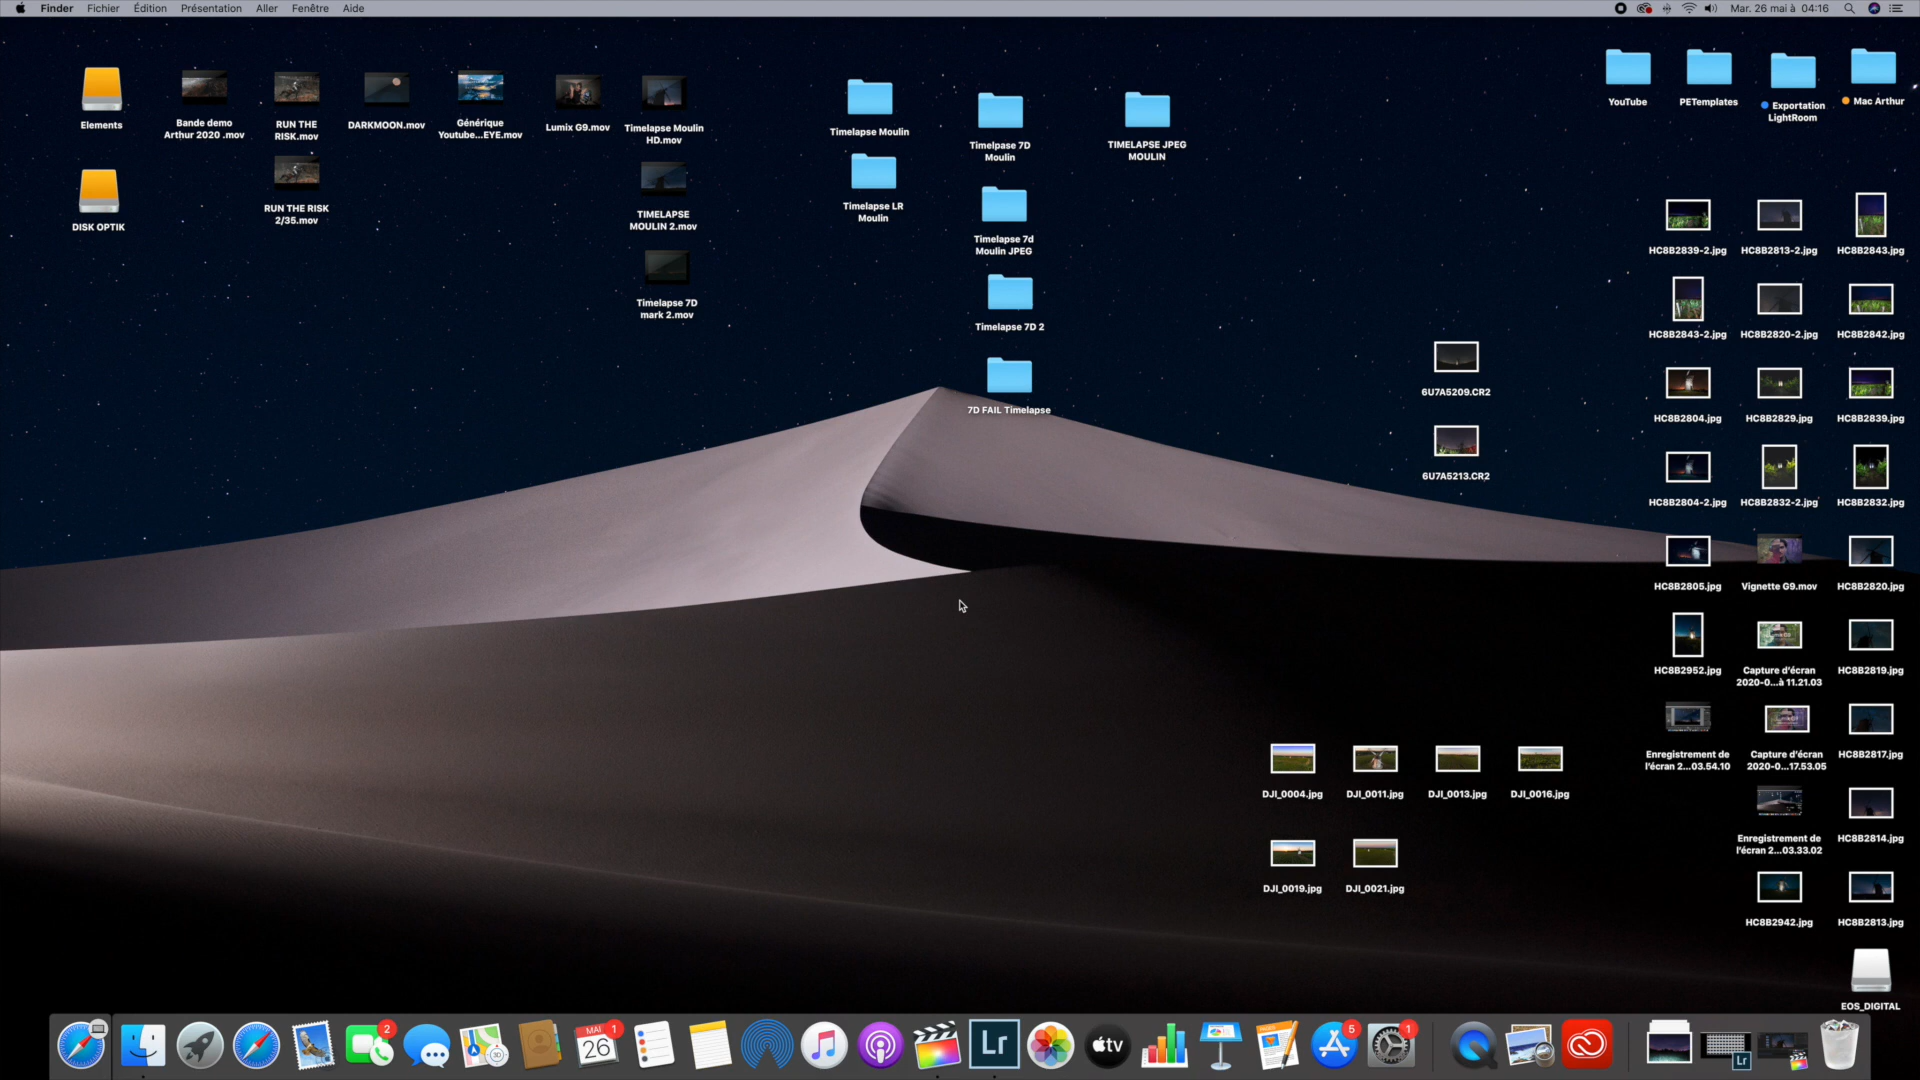 Finder Fichier Édition Présentation Aller Fenêtre Aide
Mar. 26 mai à 04:16
Elements
Bande demo
Arthur 2020 .mov
RUN THE
RISK.mov
DARKMOON.mov
Générique
Youtube...EYE.mov
Lumix G9.mov
Timelapse Moulin
HD.mov
Timelapse Moulin
Timelpase 7D
Moulin
TIMELAPSE JPEG
MOULIN
YouTube
PETemplates
Exportation
LightRoom
Mac Arthur
DISK OPTIK
RUN THE RISK
2/35.mov
TIMELAPSE
MOULIN 2.mov
Timelapse LR
Moulin
Timelapse 7d
Moulin JPEG
Timelapse 7D
mark 2.mov
Timelapse 7D 2
7D FAIL Timelapse
6U7A5209.CR2
6U7A5213.CR2
HC8B2839-2.jpg
HC8B2813-2.jpg
HC8B2843.jpg
HC8B2843-2.jpg
HC8B2820-2.jpg
HC8B2842.jpg
HC8B2804.jpg
HC8B2829.jpg
HC8B2839.jpg
HC8B2804-2.jpg
HC8B2832-2.jpg
HC8B2832.jpg
HC8B2805.jpg
Vignette G9.mov
HC8B2820.jpg
HC8B2952.jpg
Capture d'écran
2020-0...à 11.21.03
HC8B2819.jpg
Enregistrement de
l'écran 2...03.54.10
Capture d'écran
2020-0...17.53.05
HC8B2817.jpg
DJI_0004.jpg
DJI_0011.jpg
DJI_0013.jpg
DJI_0016.jpg
Enregistrement de
l'écran 2...03.33.02
HC8B2814.jpg
DJI_0019.jpg
DJI_0021.jpg
HC8B2942.jpg
HC8B2813.jpg
EOS_DIGITAL
2
3D
MAI
26
1
Lr
tv
5
1
Lr